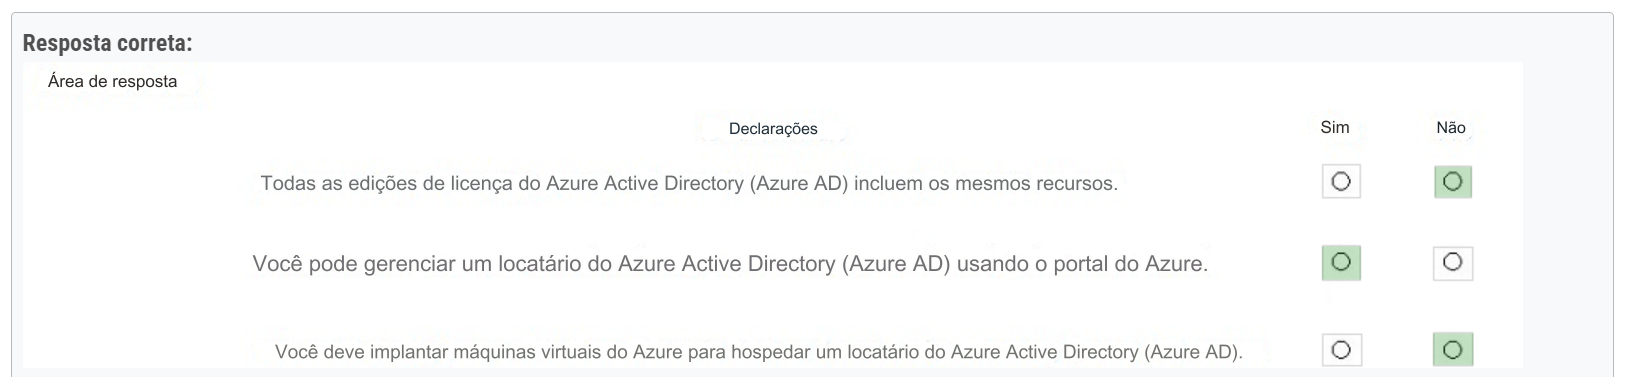 Resposta correta:
Área de resposta
Declarações Sim Não
Todas as edições de licença do Azure Active Directory (Azure AD) incluem os mesmos recursos.
Você pode gerenciar um locatário do Azure Active Directory (Azure AD) usando o portal do Azure.
Você deve implantar máquinas virtuais do Azure para hospedar um locatário do Azure Active Directory (Azure AD).